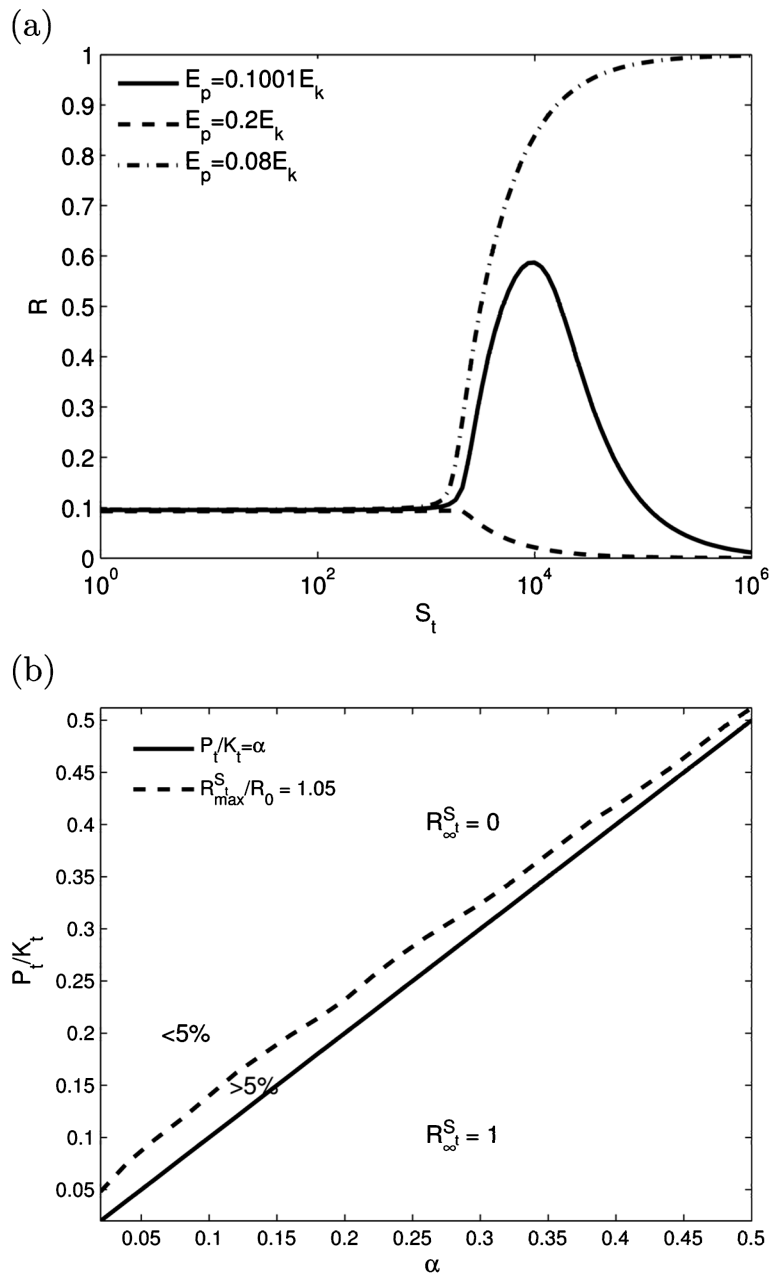 (a)
1
0.9
0.8
0.7
0.6
0.5
0.4
0.3
0.2
0.1
0
R
E_p=0.1001E_k
E_p=0.2E_k
E_p=0.08E_k
10^0 10^2 10^4 10^6
S_t
(b)
0.5
0.45
0.4
0.35
0.3
0.25
0.2
0.15
0.1
0.05
P_t/K_t
P_t/K_t=α
R^{S_t}_{max}/R_0 = 1.05
R^{S_t}_∞ = 0
<5%
>5%
R^{S_t}_∞ = 1
0.05 0.1 0.15 0.2 0.25 0.3 0.35 0.4 0.45 0.5
α